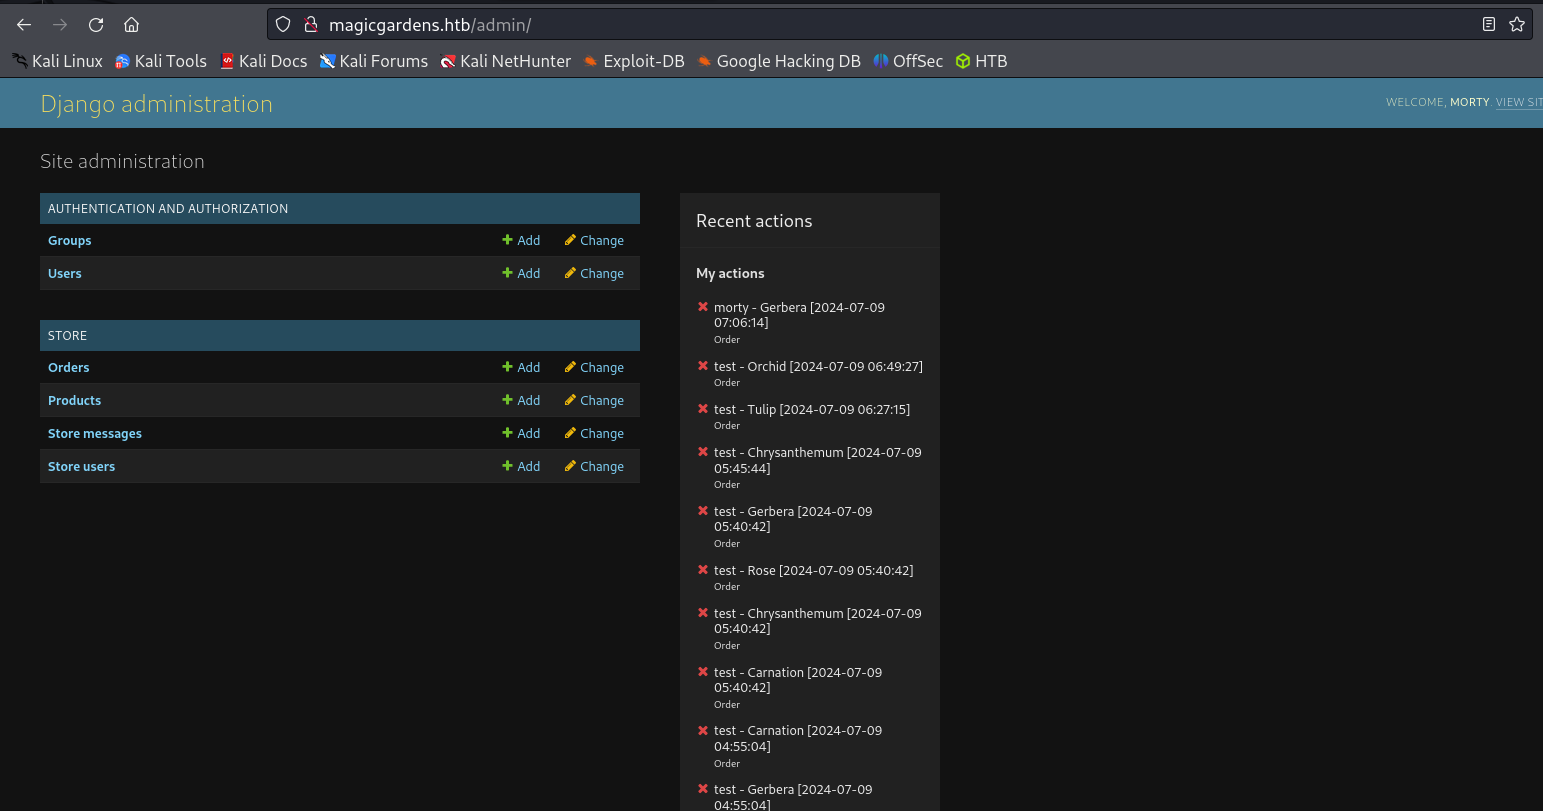 magicgardens.htb/admin/
Kali Linux Kali Tools Kali Docs Kali Forums Kali NetHunter Exploit-DB Google Hacking DB OffSec HTB
Django administration
WELCOME, MORTY. VIEW SIT
Site administration
AUTHENTICATION AND AUTHORIZATION
Groups Add Change
Users Add Change
STORE
Orders Add Change
Products Add Change
Store messages Add Change
Store users Add Change
Recent actions
My actions
morty - Gerbera [2024-07-09
07:06:14]
Order
test - Orchid [2024-07-09 06:49:27]
Order
test - Tulip [2024-07-09 06:27:15]
Order
test - Chrysanthemum [2024-07-09
05:45:44]
Order
test - Gerbera [2024-07-09
05:40:42]
Order
test - Rose [2024-07-09 05:40:42]
Order
test - Chrysanthemum [2024-07-09
05:40:42]
Order
test - Carnation [2024-07-09
05:40:42]
Order
test - Carnation [2024-07-09
04:55:04]
Order
test - Gerbera [2024-07-09
04:55:04]